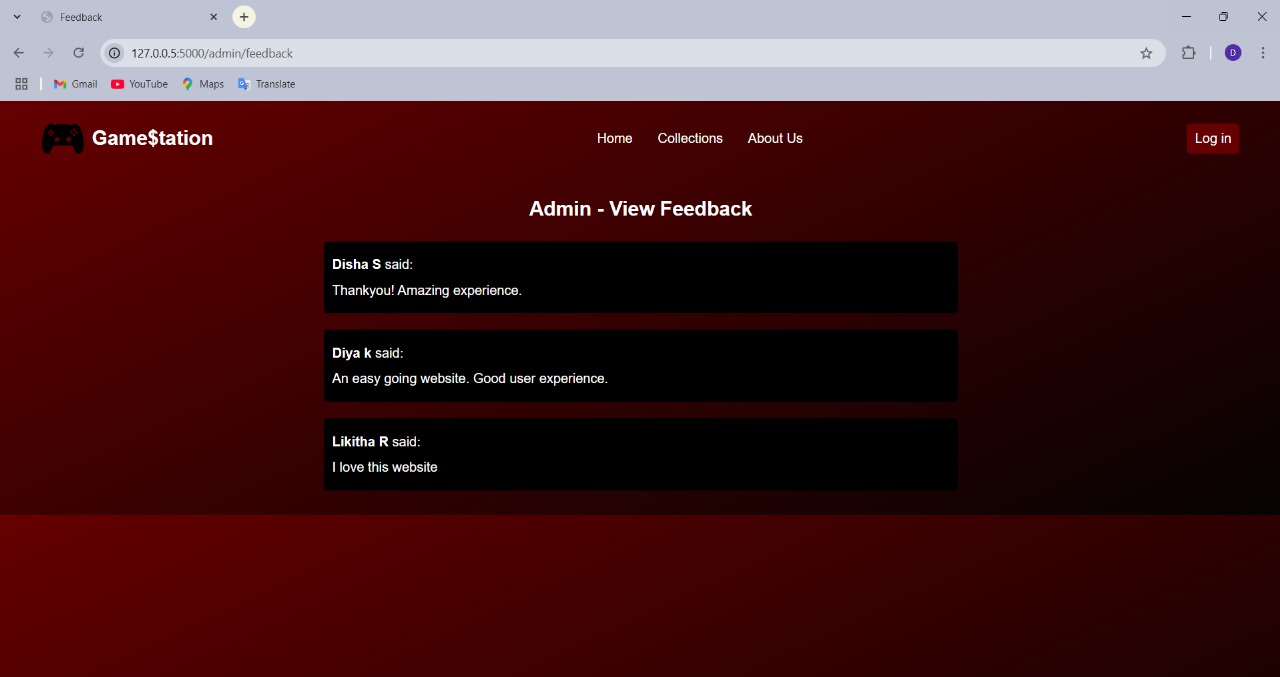 Feedback
127.0.0.5:5000/admin/feedback
D
Gmail YouTube Maps Translate
Game$tation Home Collections About Us Log in
Admin - View Feedback
Disha S said:
Thankyou! Amazing experience.
Diya k said:
An easy going website. Good user experience.
Likitha R said:
I love this website